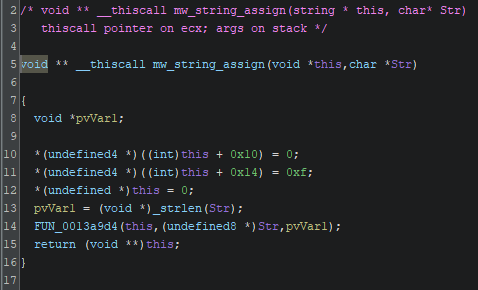 2 /* void ** __thiscall mw_string_assign(string * this, char* Str)
3 thiscall pointer on ecx; args on stack */
4
5 void ** __thiscall mw_string_assign(void *this,char *Str)
6
7 {
8 void *pvVar1;
9
10 *(undefined4 *)((int)this + 0x10) = 0;
11 *(undefined4 *)((int)this + 0x14) = 0xf;
12 *(undefined *)this = 0;
13 pvVar1 = (void *)_strlen(Str);
14 FUN_0013a9d4(this,(undefined8 *)Str,pvVar1);
15 return (void **)this;
16 }
17